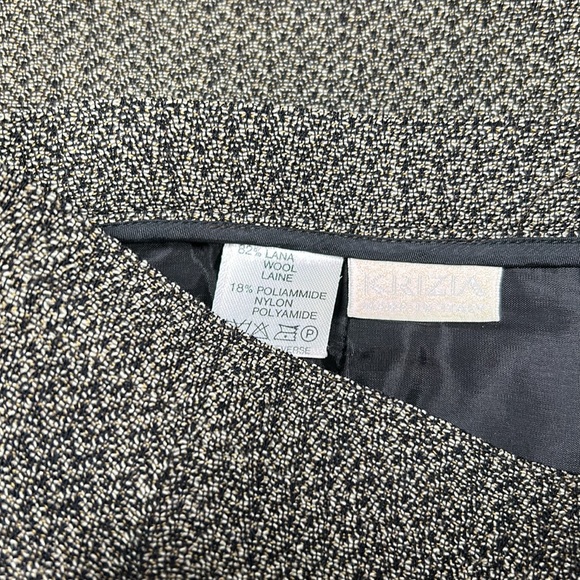 82% LANA
WOOL
LAINE
18% POLIAMMIDE
NYLON
POLYAMIDE
P
KRIZIA